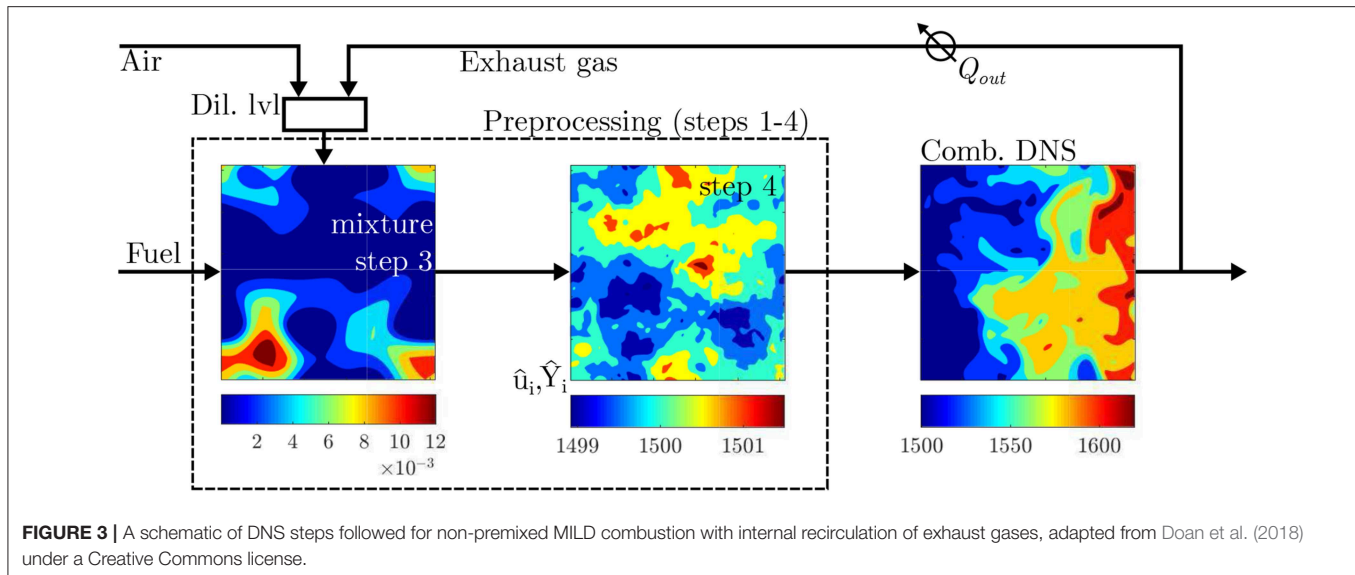 Air
Exhaust gas
Q_out
Dil. lvl
Preprocessing (steps 1-4)
Comb. DNS
step 4
mixture
step 3
Fuel
û_i,Ŷ_i
2 4 6 8 10 12
×10⁻³
1499 1500 1501
1500 1550 1600
FIGURE 3 | A schematic of DNS steps followed for non-premixed MILD combustion with internal recirculation of exhaust gases, adapted from Doan et al. (2018)
under a Creative Commons license.